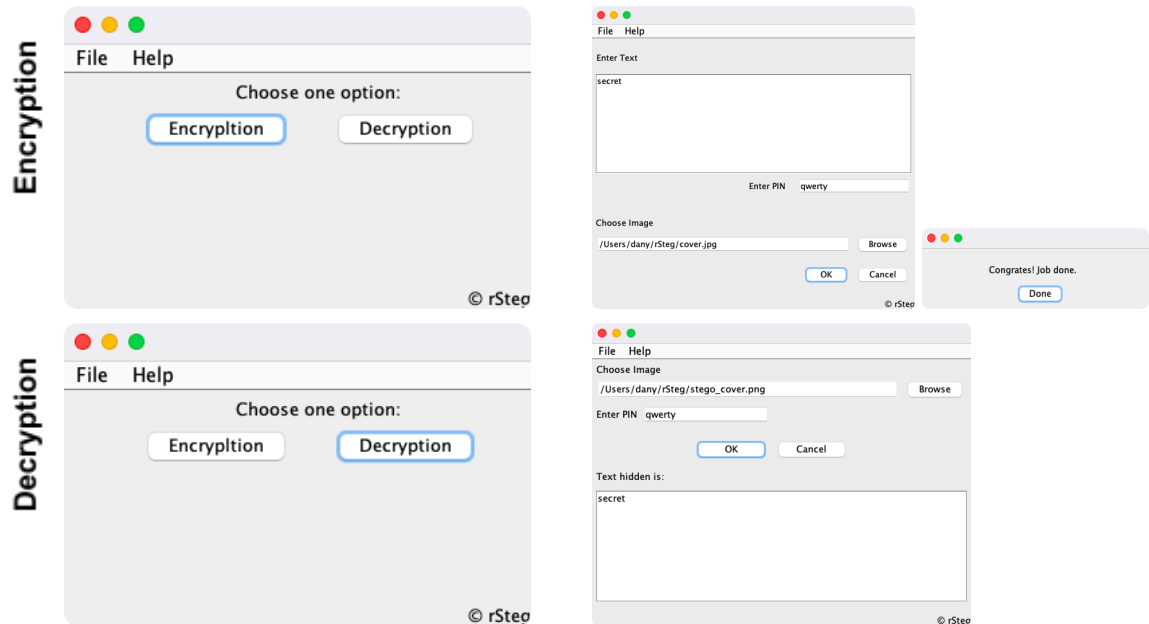 Encryption
File Help
Choose one option:
Encrypltion Decryption
© rSteg
File Help
Enter Text
secret
Enter PIN qwerty
Choose Image
/Users/dany/rSteg/cover.jpg Browse
OK Cancel
© rSteg
Congrates! Job done.
Done
Decryption
File Help
Choose one option:
Encrypltion Decryption
© rSteg
File Help
Choose Image
/Users/dany/rSteg/stego_cover.png Browse
Enter PIN qwerty
OK Cancel
Text hidden is:
secret
© rSteg